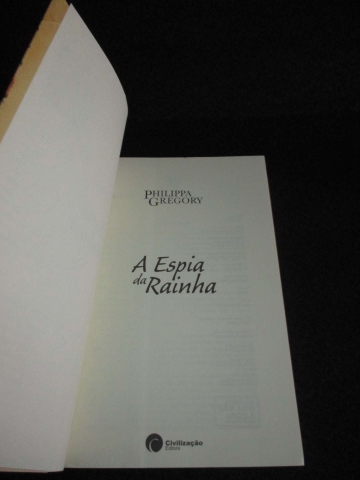 PHILIPPA
GREGORY
A Espia
da Rainha
Civilização
Editora